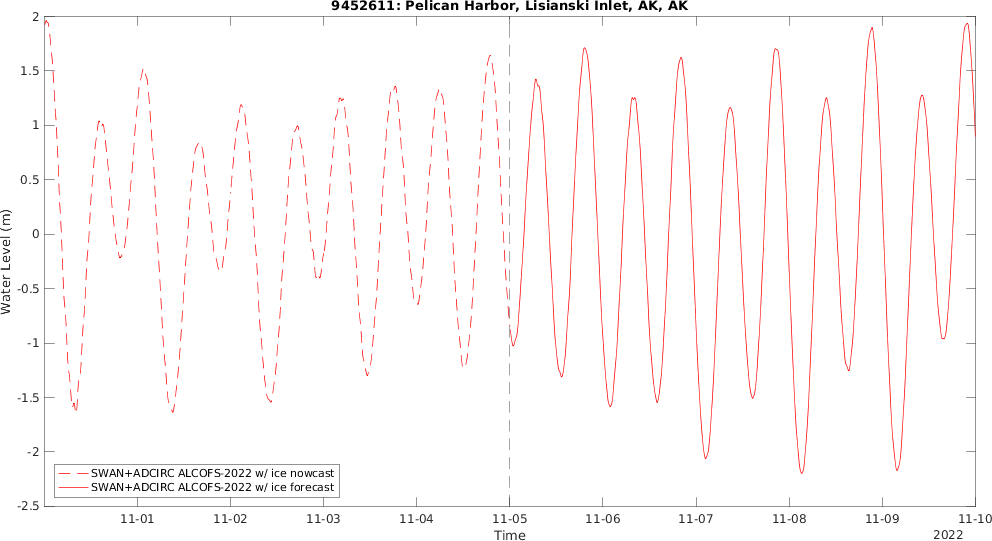 9452611: Pelican Harbor, Lisianski Inlet, AK, AK
Water Level (m)
2
1.5
1
0.5
0
-0.5
-1
-1.5
-2
-2.5
SWAN+ADCIRC ALCOFS-2022 w/ ice nowcast
SWAN+ADCIRC ALCOFS-2022 w/ ice forecast
11-01 11-02 11-03 11-04 11-05 11-06 11-07 11-08 11-09 11-10
Time
2022